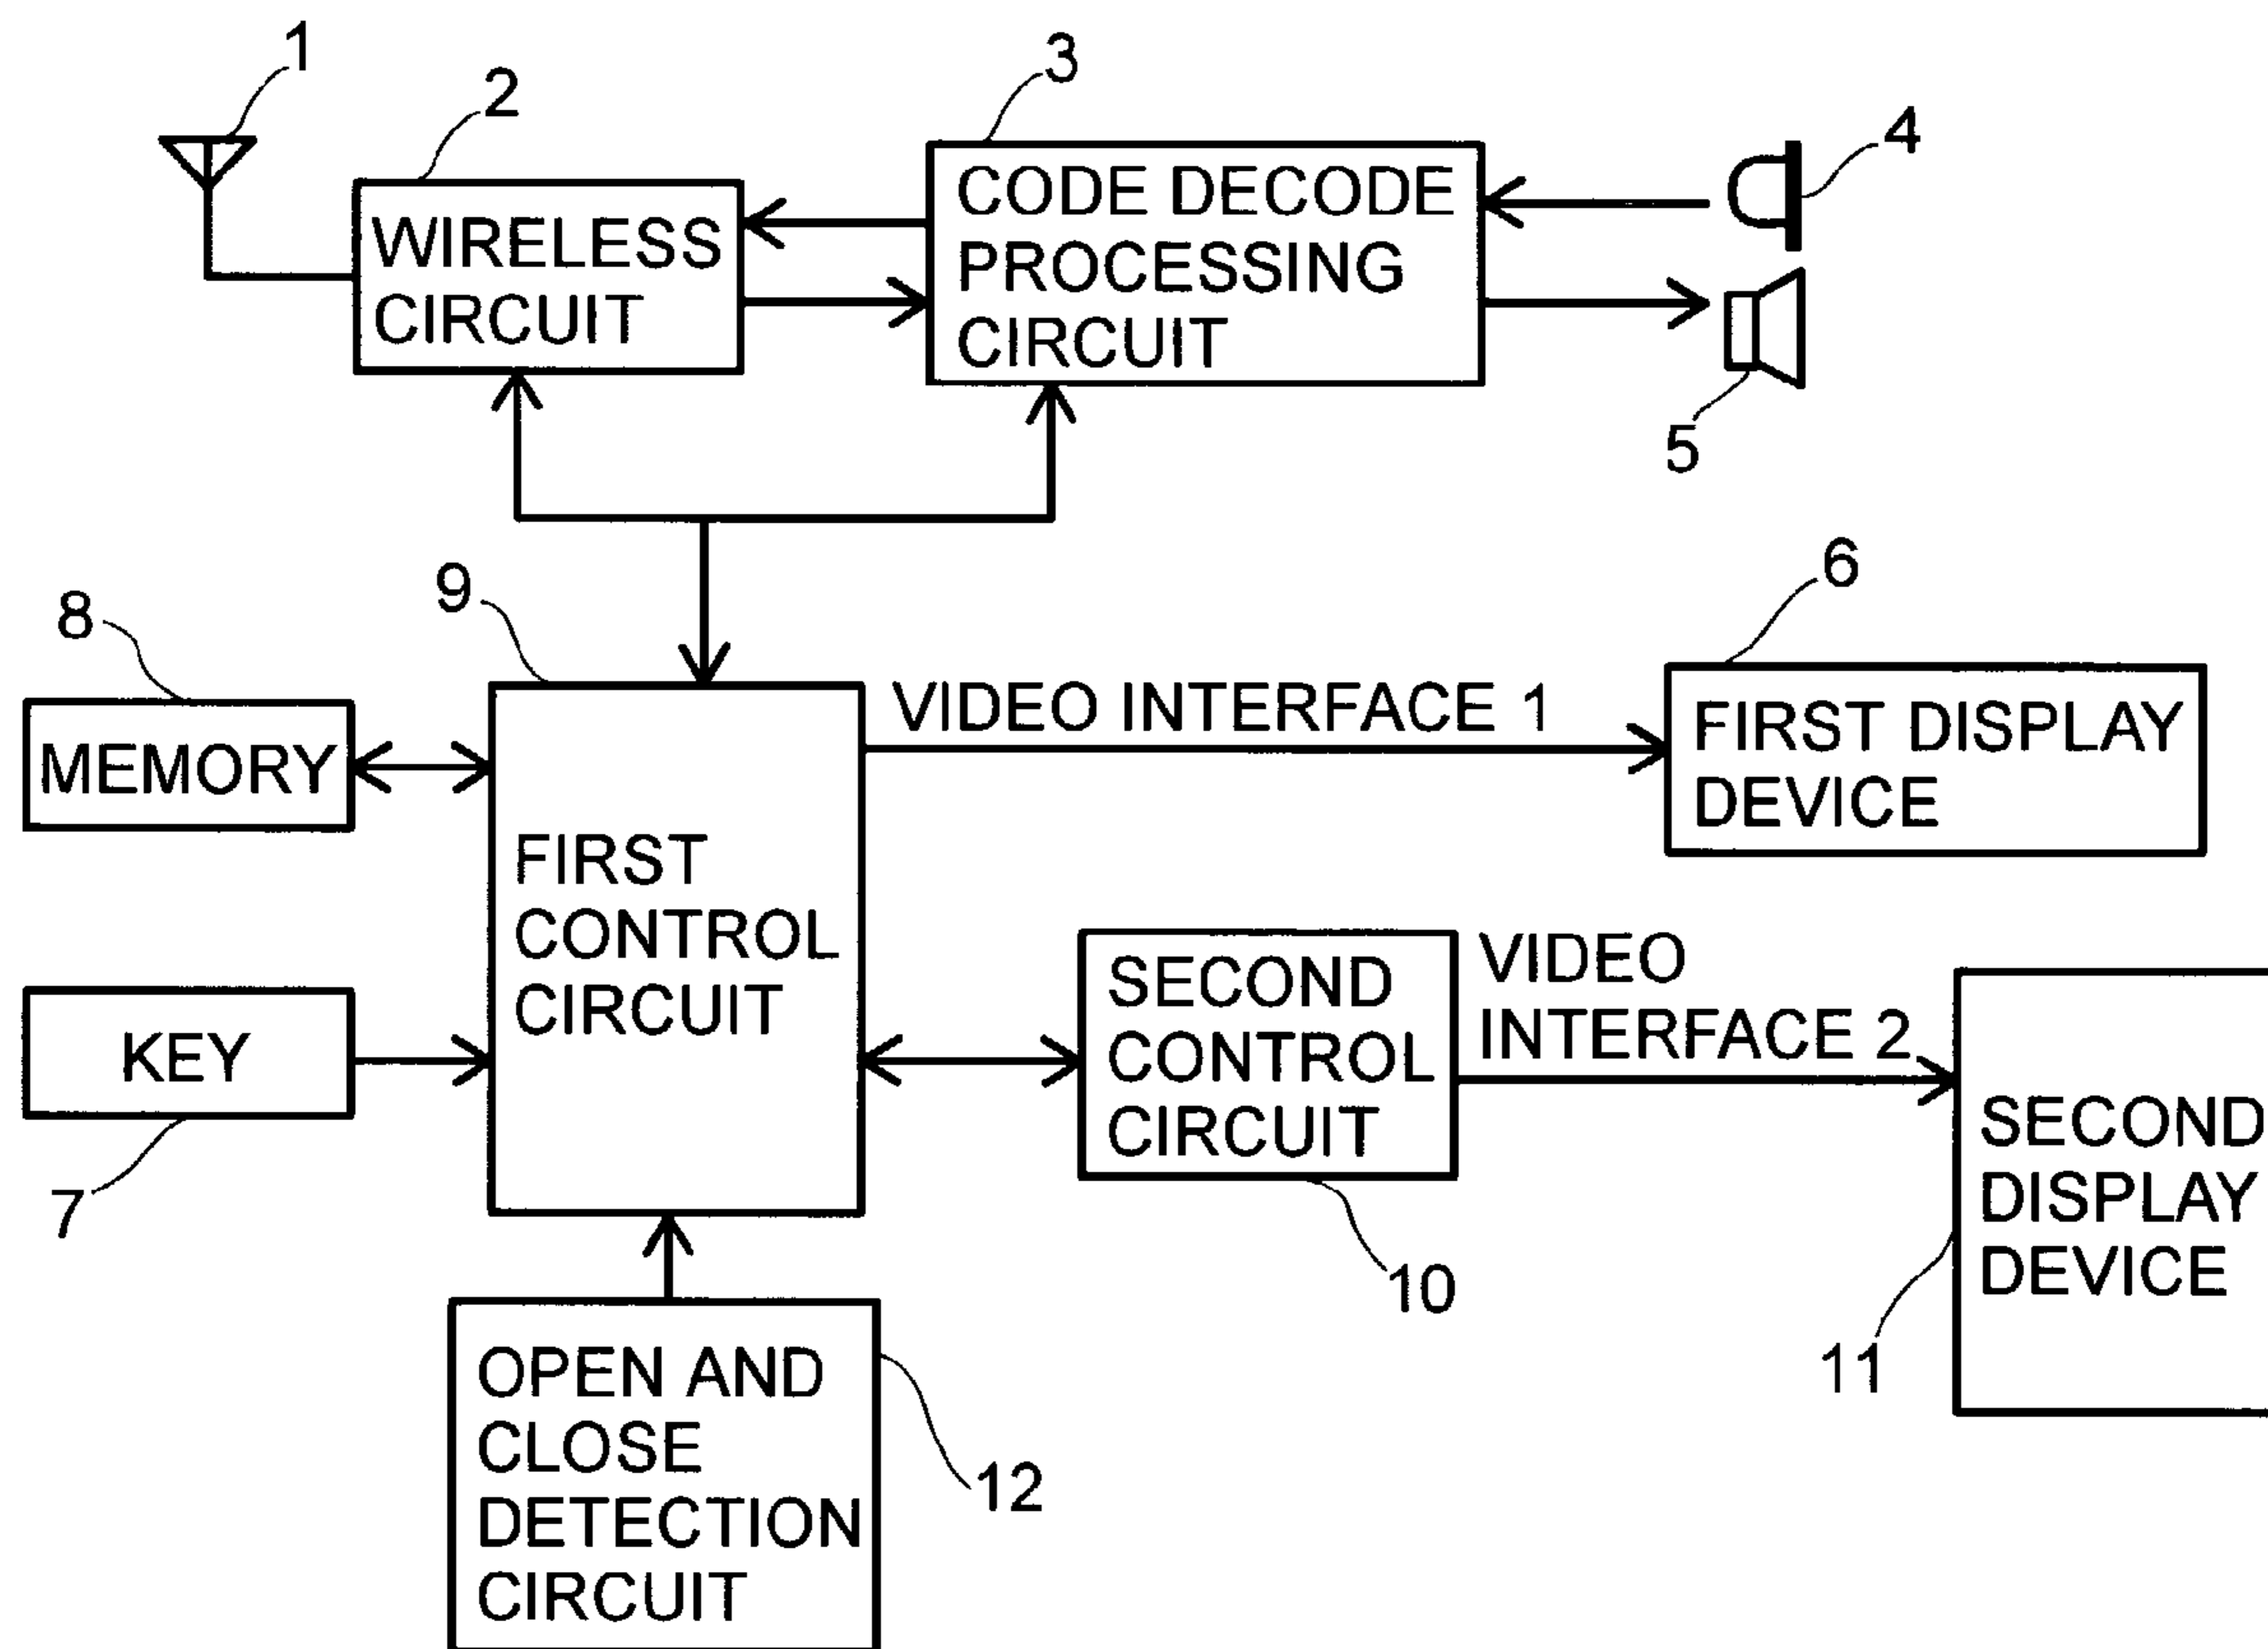 1
2
3
4
WIRELESS
CIRCUIT
CODE DECODE
PROCESSING
CIRCUIT
5
6
8
9
MEMORY
VIDEO INTERFACE 1
FIRST DISPLAY
DEVICE
FIRST
CONTROL
CIRCUIT
KEY
7
SECOND
CONTROL
CIRCUIT
10
VIDEO
INTERFACE 2
SECOND
DISPLAY
DEVICE
11
OPEN AND
CLOSE
DETECTION
CIRCUIT
12